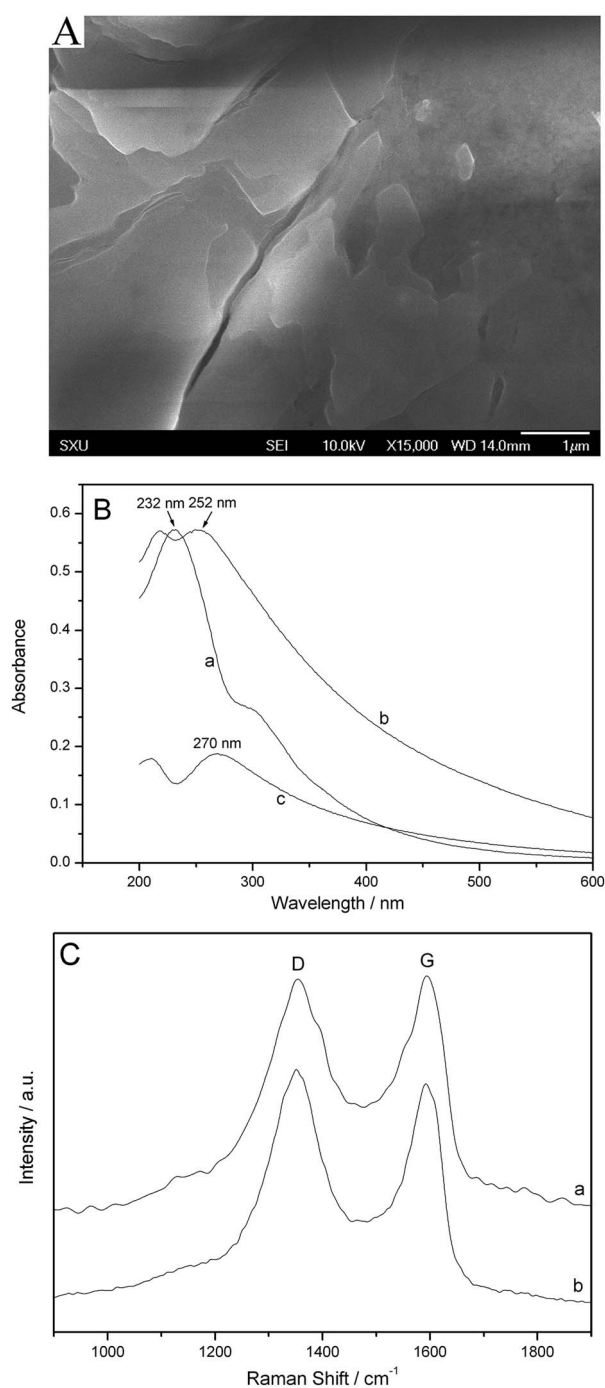 A
SXU SEI 10.0kV X15,000 WD 14.0mm 1μm
B
232 nm 252 nm
a
b
270 nm
c
0.6
0.5
0.4
0.3
0.2
0.1
0.0
Absorbance
200 300 400 500 600
Wavelength / nm
C
D G
a
b
Intensity / a.u.
1000 1200 1400 1600 1800
Raman Shift / cm⁻¹